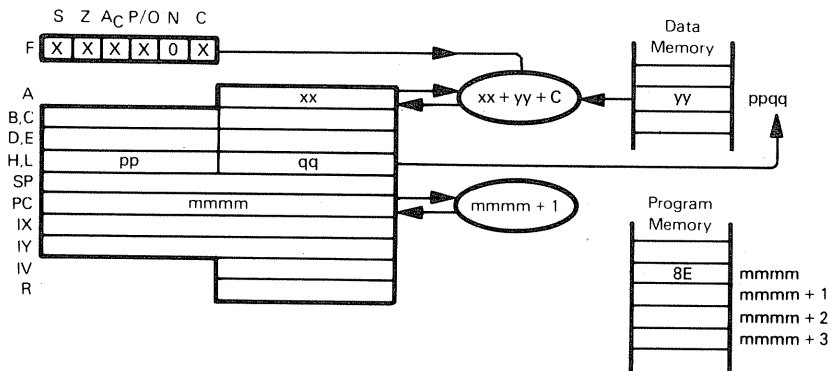 S Z A_C P/O N C
F X X X X 0 X
Data
Memory
A xx xx + yy + C yy ppqq
B,C
D,E
H,L pp qq
SP
PC mmmm mmmm + 1
IX
IY
IV
R
Program
Memory
8E mmmm
mmmm + 1
mmmm + 2
mmmm + 3